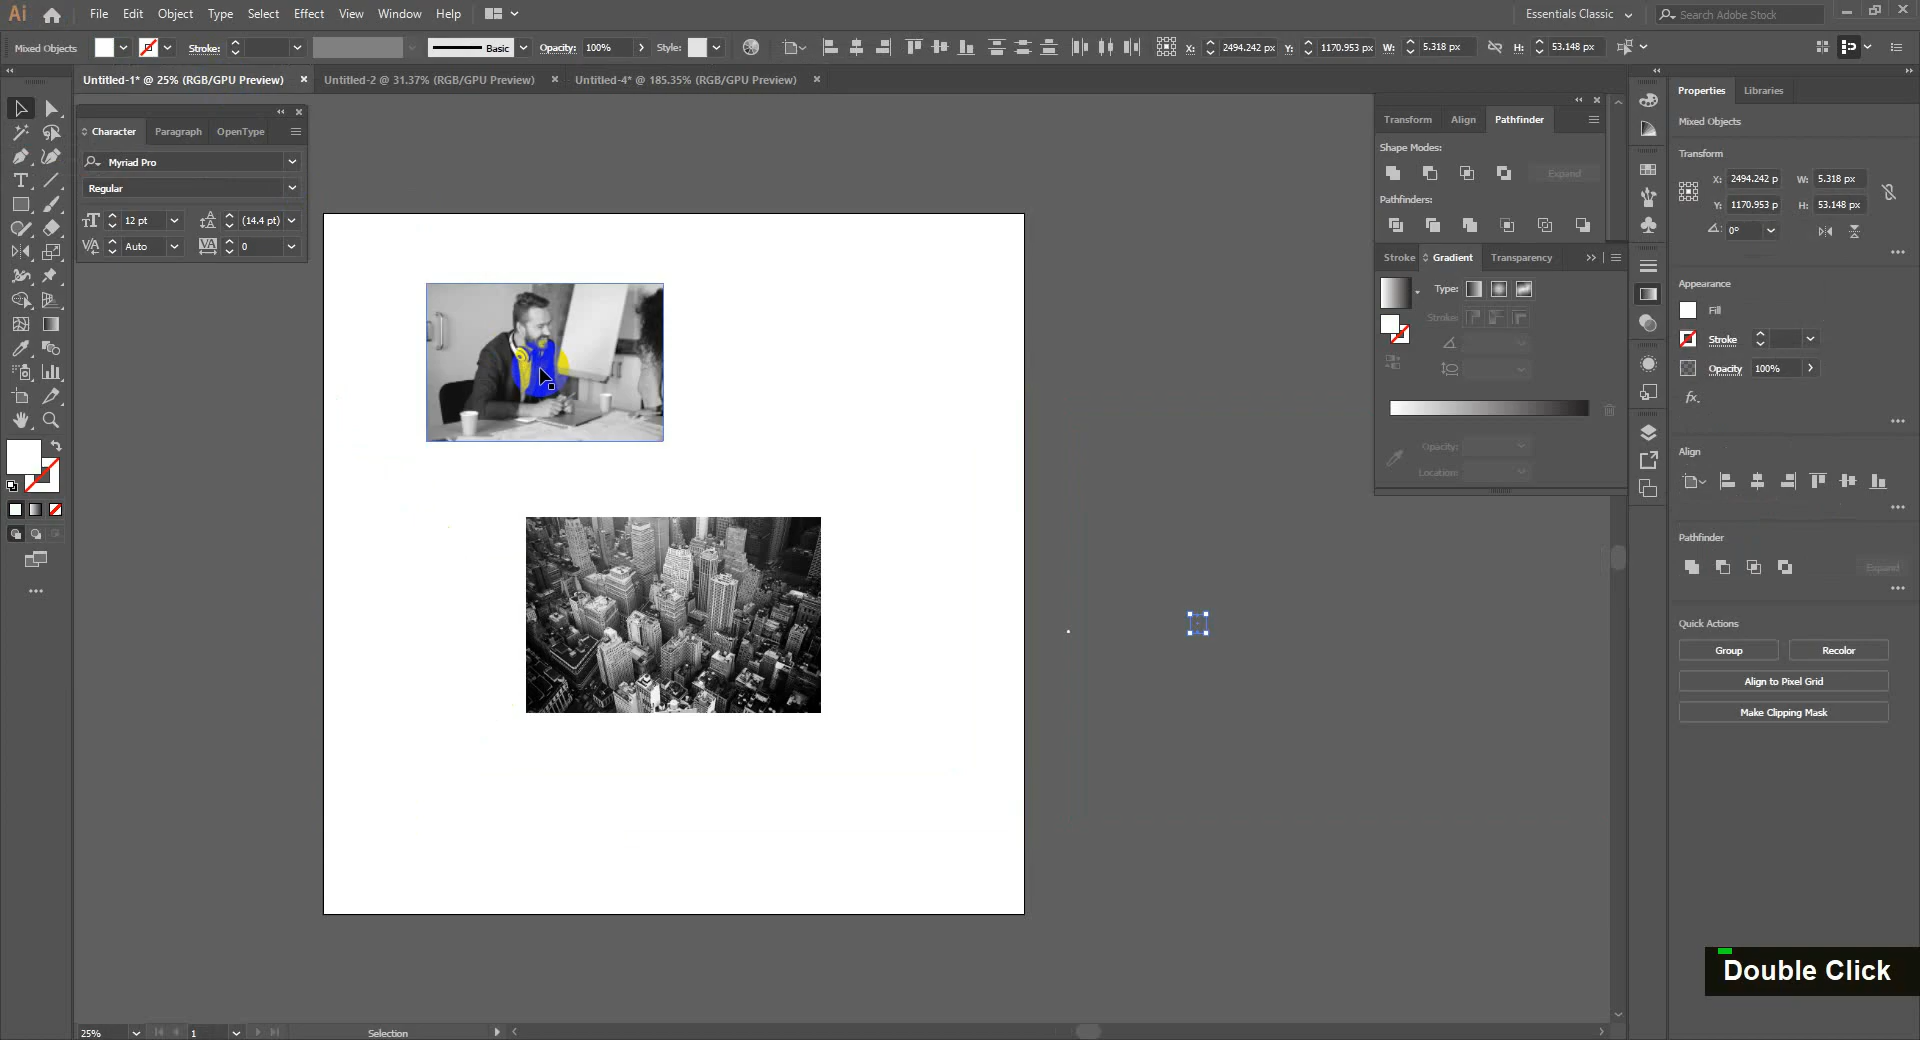 Ai File Edit Object Type Select Effect View Window Help Essentials Classic Search Adobe Stock
Mixed Objects Stroke: Basic Opacity: 100% Style: X: 2494.242 px Y: 1170.953 px W: 5.318 px H: 53.148 px
Untitled-1* @ 25% (RGB/GPU Preview) × Untitled-2 @ 31.37% (RGB/GPU Preview) × Untitled-4* @ 185.35% (RGB/GPU Preview) ×
Character Paragraph OpenType
Myriad Pro
Regular
12 pt (14.4 pt)
Auto 0
Transform Align Pathfinder
Shape Modes:
Expand
Pathfinders:
Stroke Gradient Transparency
Type:
Stroke:
Opacity:
Location:
Properties Libraries
Mixed Objects
Transform
X: 2494.242 p W: 5.318 px
Y: 1170.953 p H: 53.148 px
0°
Appearance
Fill
Stroke
Opacity 100%
fx.
Align
Pathfinder
Expand
Quick Actions
Group Recolor
Align to Pixel Grid
Make Clipping Mask
Double Click
25% 1 Selection